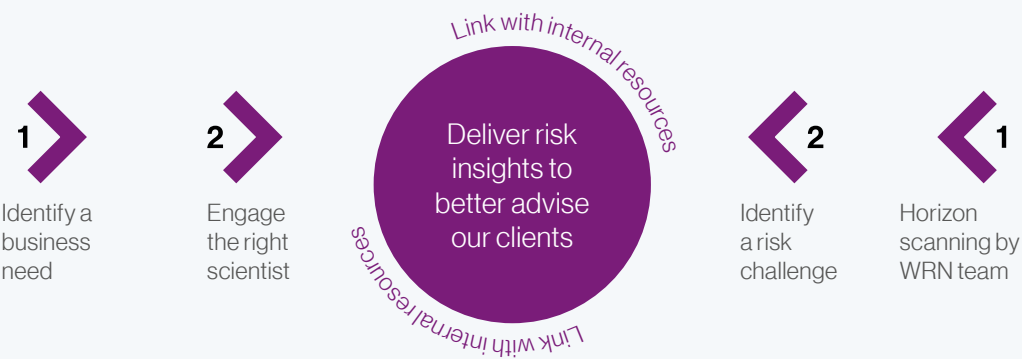 1
Identify a
business
need
2
Engage
the right
scientist
Link with internal resources
Deliver risk
insights to
better advise
our clients
Link with internal resources
2
Identify
a risk
challenge
1
Horizon
scanning by
WRN team